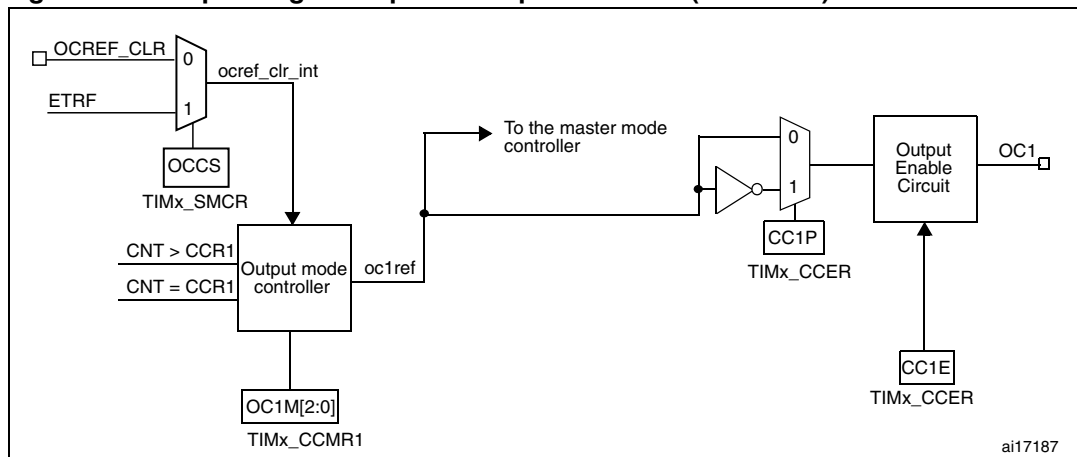 OCREF_CLR
0
ocref_clr_int
ETRF
1
OCCS
TIMx_SMCR
To the master mode
controller
0
1
CC1P
TIMx_CCER
Output
Enable
Circuit
OC1
CNT > CCR1
CNT = CCR1
Output mode
controller
oc1ref
OC1M[2:0]
TIMx_CCMR1
CC1E
TIMx_CCER
ai17187